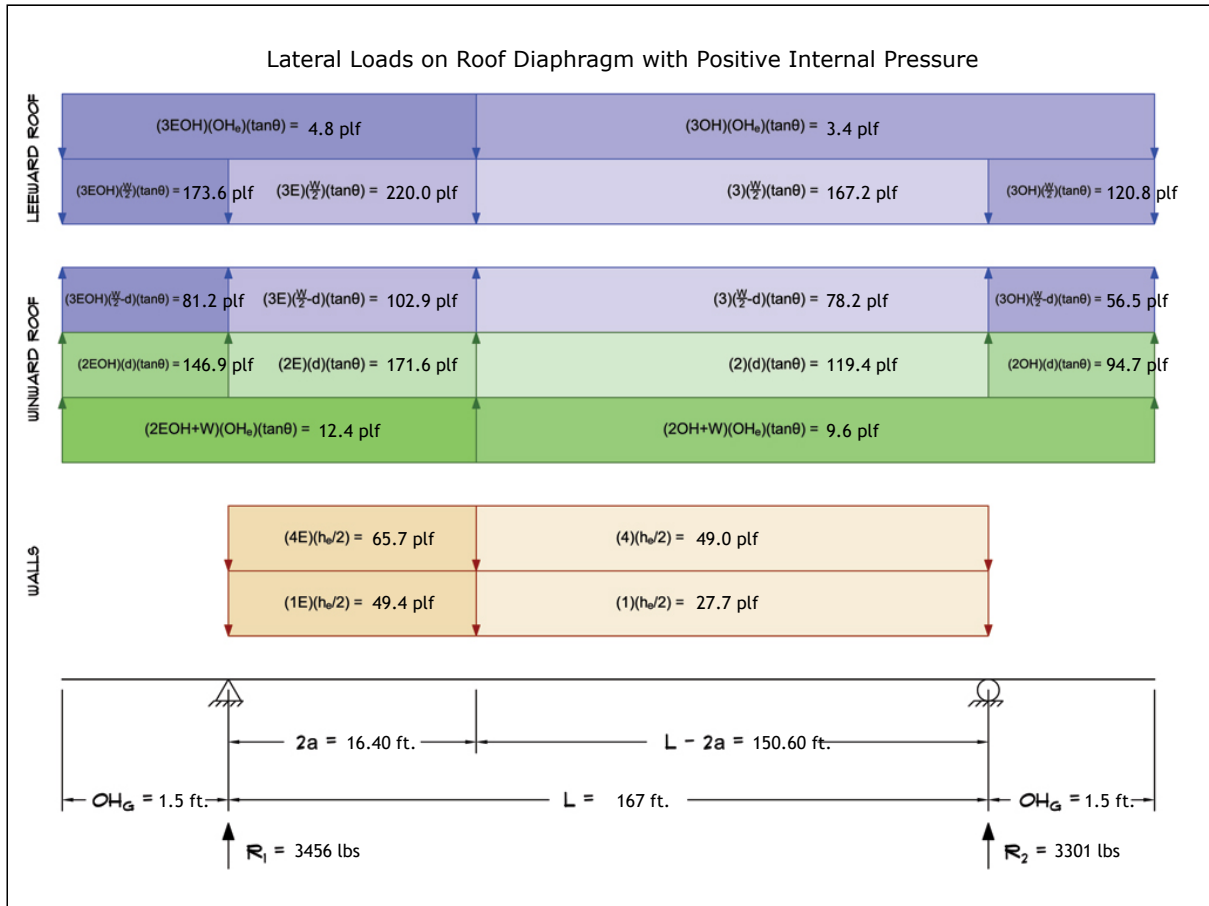 Lateral Loads on Roof Diaphragm with Positive Internal Pressure
LEEWARD ROOF
(3EOH)(OHₑ)(tanθ) = 4.8 plf
(3OH)(OHₑ)(tanθ) = 3.4 plf
(3EOH)(W/2)(tanθ) = 173.6 plf
(3E)(W/2)(tanθ) = 220.0 plf
(3)(W/2)(tanθ) = 167.2 plf
(3OH)(W/2)(tanθ) = 120.8 plf
WINWARD ROOF
(3EOH)(W/2-d)(tanθ) = 81.2 plf
(3E)(W/2-d)(tanθ) = 102.9 plf
(3)(W/2-d)(tanθ) = 78.2 plf
(3OH)(W/2-d)(tanθ) = 56.5 plf
(2EOH)(d)(tanθ) = 146.9 plf
(2E)(d)(tanθ) = 171.6 plf
(2)(d)(tanθ) = 119.4 plf
(2OH)(d)(tanθ) = 94.7 plf
(2EOH+W)(OHₑ)(tanθ) = 12.4 plf
(2OH+W)(OHₑ)(tanθ) = 9.6 plf
WALLS
(4E)(hₑ/2) = 65.7 plf
(4)(hₑ/2) = 49.0 plf
(1E)(hₑ/2) = 49.4 plf
(1)(hₑ/2) = 27.7 plf
2a = 16.40 ft.
L - 2a = 150.60 ft.
OH_G = 1.5 ft.
L = 167 ft.
OH_G = 1.5 ft.
R₁ = 3456 lbs
R₂ = 3301 lbs